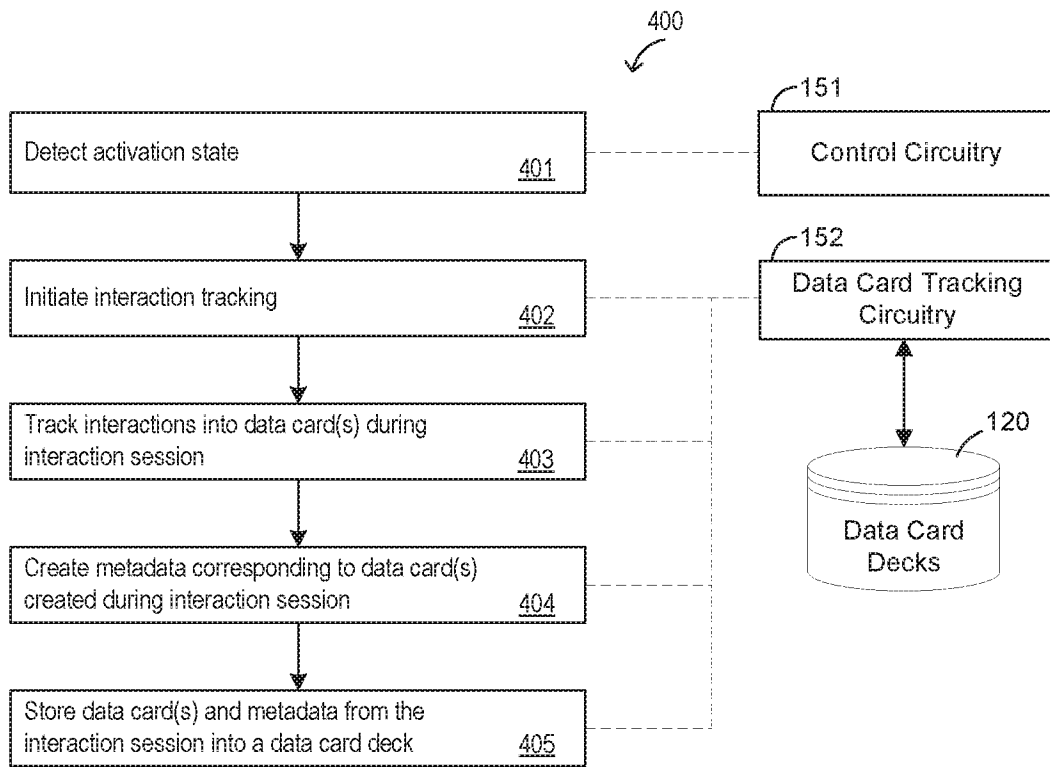 400
Detect activation state
401
151
Control Circuitry
Initiate interaction tracking
402
152
Data Card Tracking
Circuitry
Track interactions into data card(s) during
interaction session
403
120
Data Card
Decks
Create metadata corresponding to data card(s)
created during interaction session
404
Store data card(s) and metadata from the
interaction session into a data card deck
405